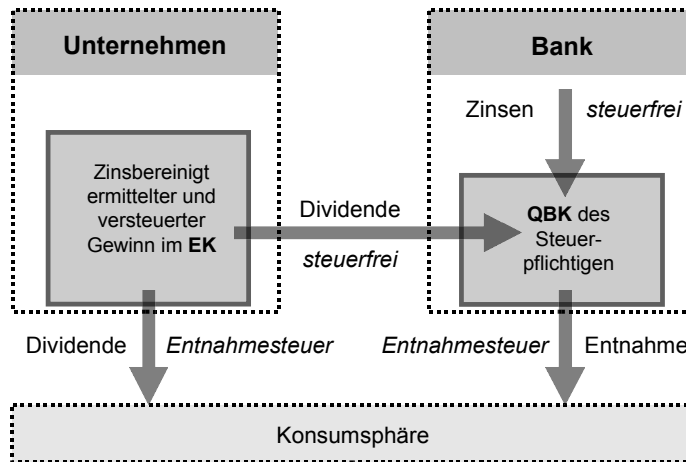 Unternehmen
Bank
Zinsen steuerfrei
Zinsbereinigt
ermittelter und
versteuerter
Gewinn im EK
Dividende
steuerfrei
QBK des
Steuer-
pflichtigen
Dividende Entnahmesteuer
Entnahmesteuer Entnahme
Konsumsphäre